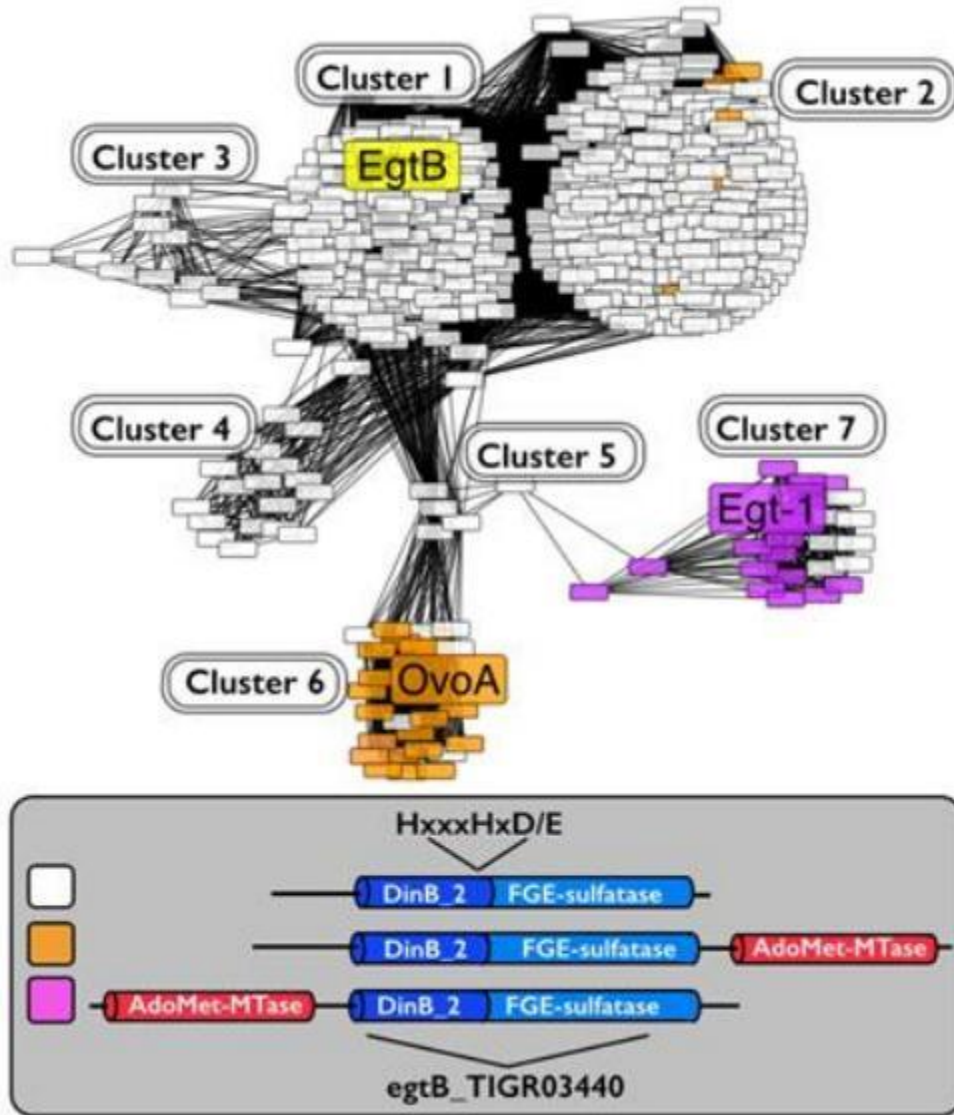 Cluster 1
Cluster 2
EgtB
Cluster 3
Cluster 4
Cluster 5
Cluster 7
Egt-1
Cluster 6
OvoA
HxxxHxD/E
DinB_2 FGE-sulfatase
DinB_2 FGE-sulfatase AdoMet-MTase
AdoMet-MTase DinB_2 FGE-sulfatase
egtB_TIGR03440